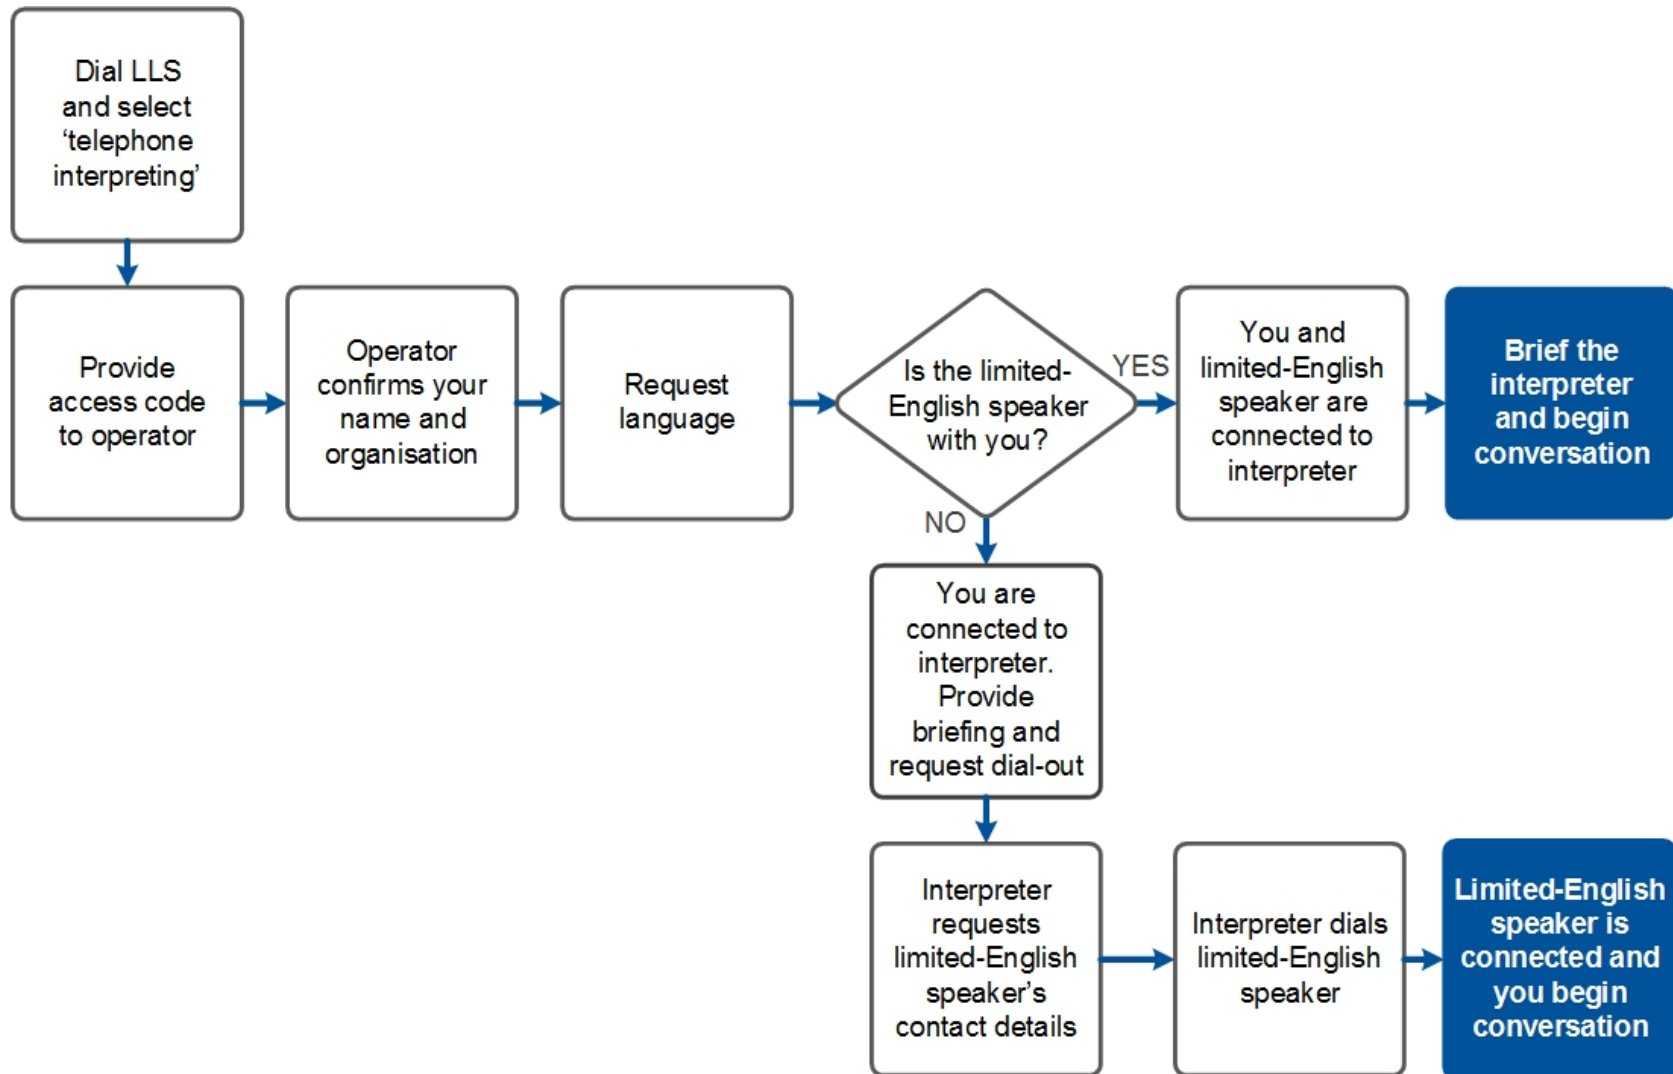 Dial LLS
and select
‘telephone
interpreting’
Provide
access code
to operator
Operator
confirms your
name and
organisation
Request
language
Is the limited-
English speaker
with you?
YES
You and
limited-English
speaker are
connected to
interpreter
Brief the
interpreter
and begin
conversation
NO
You are
connected to
interpreter.
Provide
briefing and
request dial-out
Interpreter
requests
limited-English
speaker’s
contact details
Interpreter dials
limited-English
speaker
Limited-English
speaker is
connected and
you begin
conversation